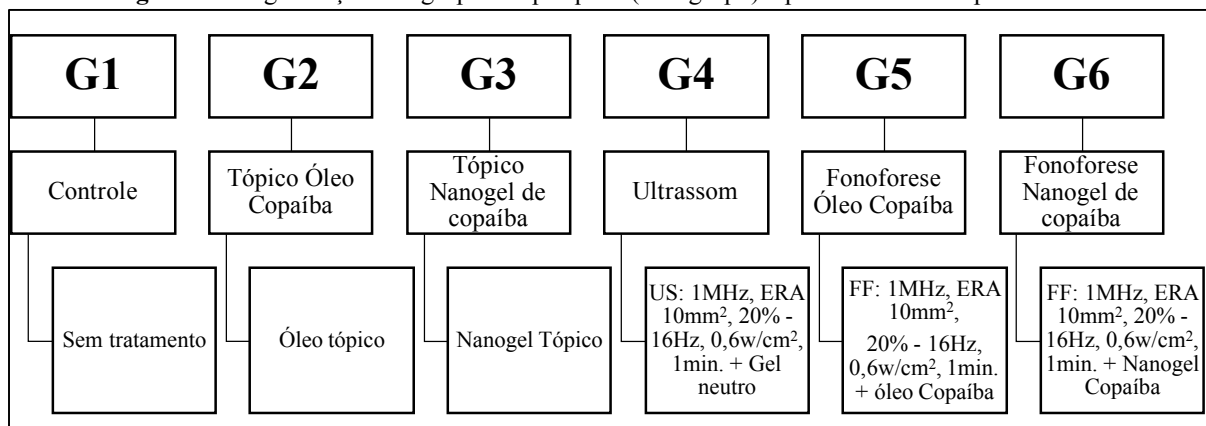 G1
G2
G3
G4
G5
G6
Controle
Tópico Óleo
Copaíba
Tópico
Nanogel de
copaíba
Ultrassom
Fonoforese
Óleo Copaíba
Fonoforese
Nanogel de
copaíba
Sem tratamento
Óleo tópico
Nanogel Tópico
US: 1MHz, ERA
10mm², 20% -
16Hz, 0,6w/cm²,
1min. + Gel
neutro
FF: 1MHz, ERA
10mm²,
20% - 16Hz,
0,6w/cm², 1min.
+ óleo Copaíba
FF: 1MHz, ERA
10mm², 20% -
16Hz, 0,6w/cm²,
1min. + Nanogel
Copaíba